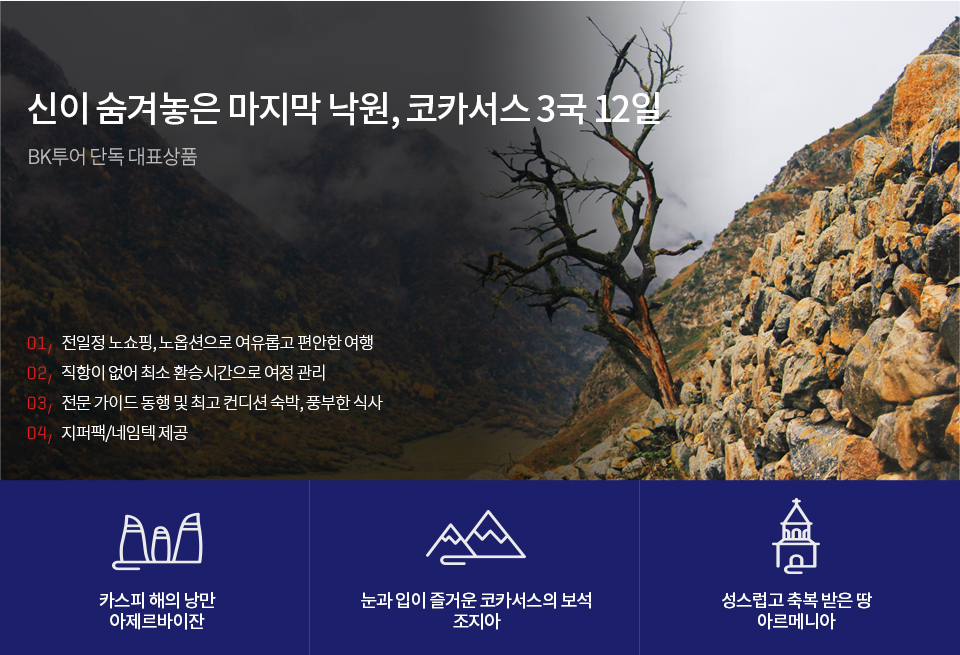 신이 숨겨놓은 마지막 낙원, 코카서스 3국 12일
BK투어 단독 대표상품
01, 전일정 노쇼핑, 노옵션으로 여유롭고 편안한 여행
02, 직항이 없어 최소 환승시간으로 여정 관리
03, 전문 가이드 동행 및 최고 컨디션 숙박, 풍부한 식사
04, 지퍼팩/네임텍 제공
카스피 해의 낭만
아제르바이잔
눈과 입이 즐거운 코카서스의 보석
조지아
성스럽고 축복 받은 땅
아르메니아